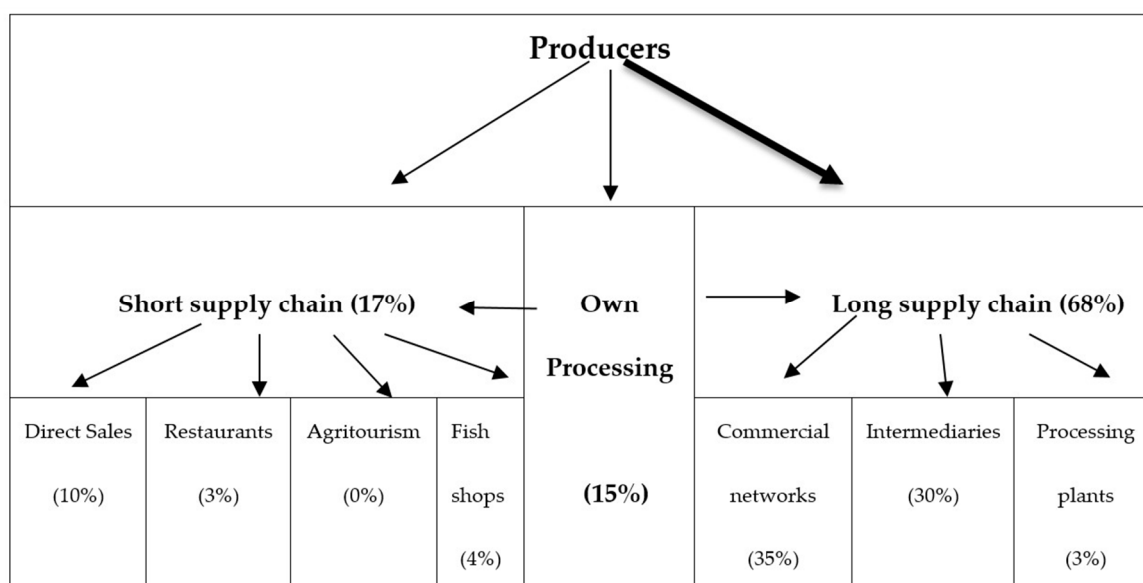 Producers
Short supply chain (17%)
Own
Processing
(15%)
Long supply chain (68%)
Direct Sales
(10%)
Restaurants
(3%)
Agritourism
(0%)
Fish
shops
(4%)
Commercial
networks
(35%)
Intermediaries
(30%)
Processing
plants
(3%)